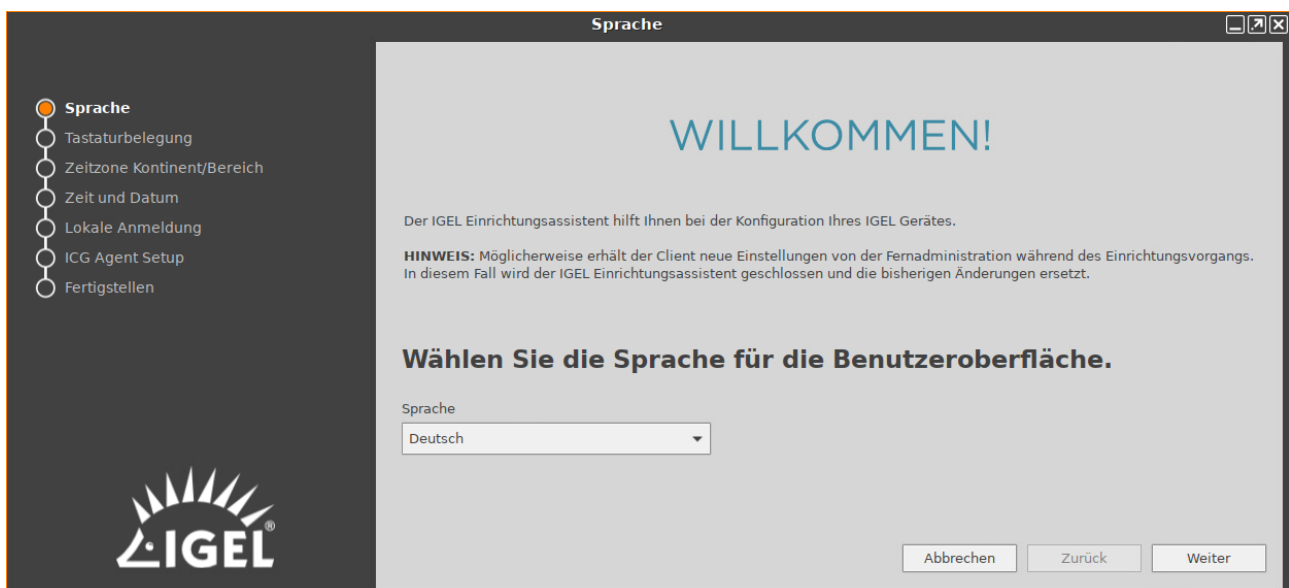 Sprache
Sprache
Tastaturbelegung
Zeitzone Kontinent/Bereich
Zeit und Datum
Lokale Anmeldung
ICG Agent Setup
Fertigstellen
IGEL®
WILLKOMMEN!
Der IGEL Einrichtungsassistent hilft Ihnen bei der Konfiguration Ihres IGEL Gerätes.
HINWEIS: Möglicherweise erhält der Client neue Einstellungen von der Fernadministration während des Einrichtungsvorgangs.
In diesem Fall wird der IGEL Einrichtungsassistent geschlossen und die bisherigen Änderungen ersetzt.
Wählen Sie die Sprache für die Benutzeroberfläche.
Sprache
Deutsch
Abbrechen Zurück Weiter